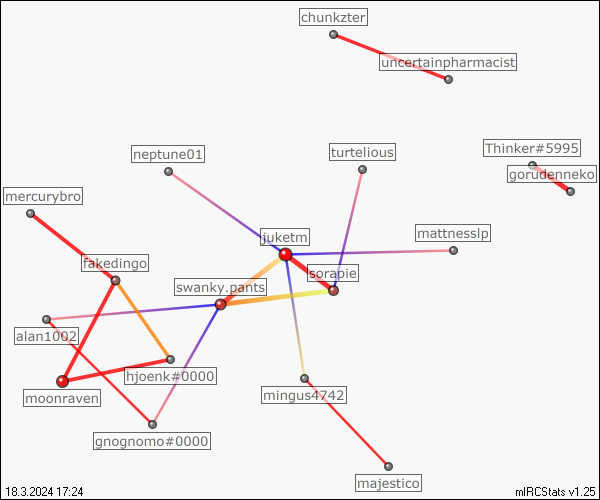 chunkzter
uncertainpharmacist
Thinker#5995
neptune01
turtelious
gorudenneko
mercurybro
juketm
mattnesslp
fakedingo
sorapie
swanky.pants
alan1002
hjoenk#0000
moonraven
mingus4742
gnognomo#0000
majestico
18.3.2024 17:24
mIRCStats v1.25